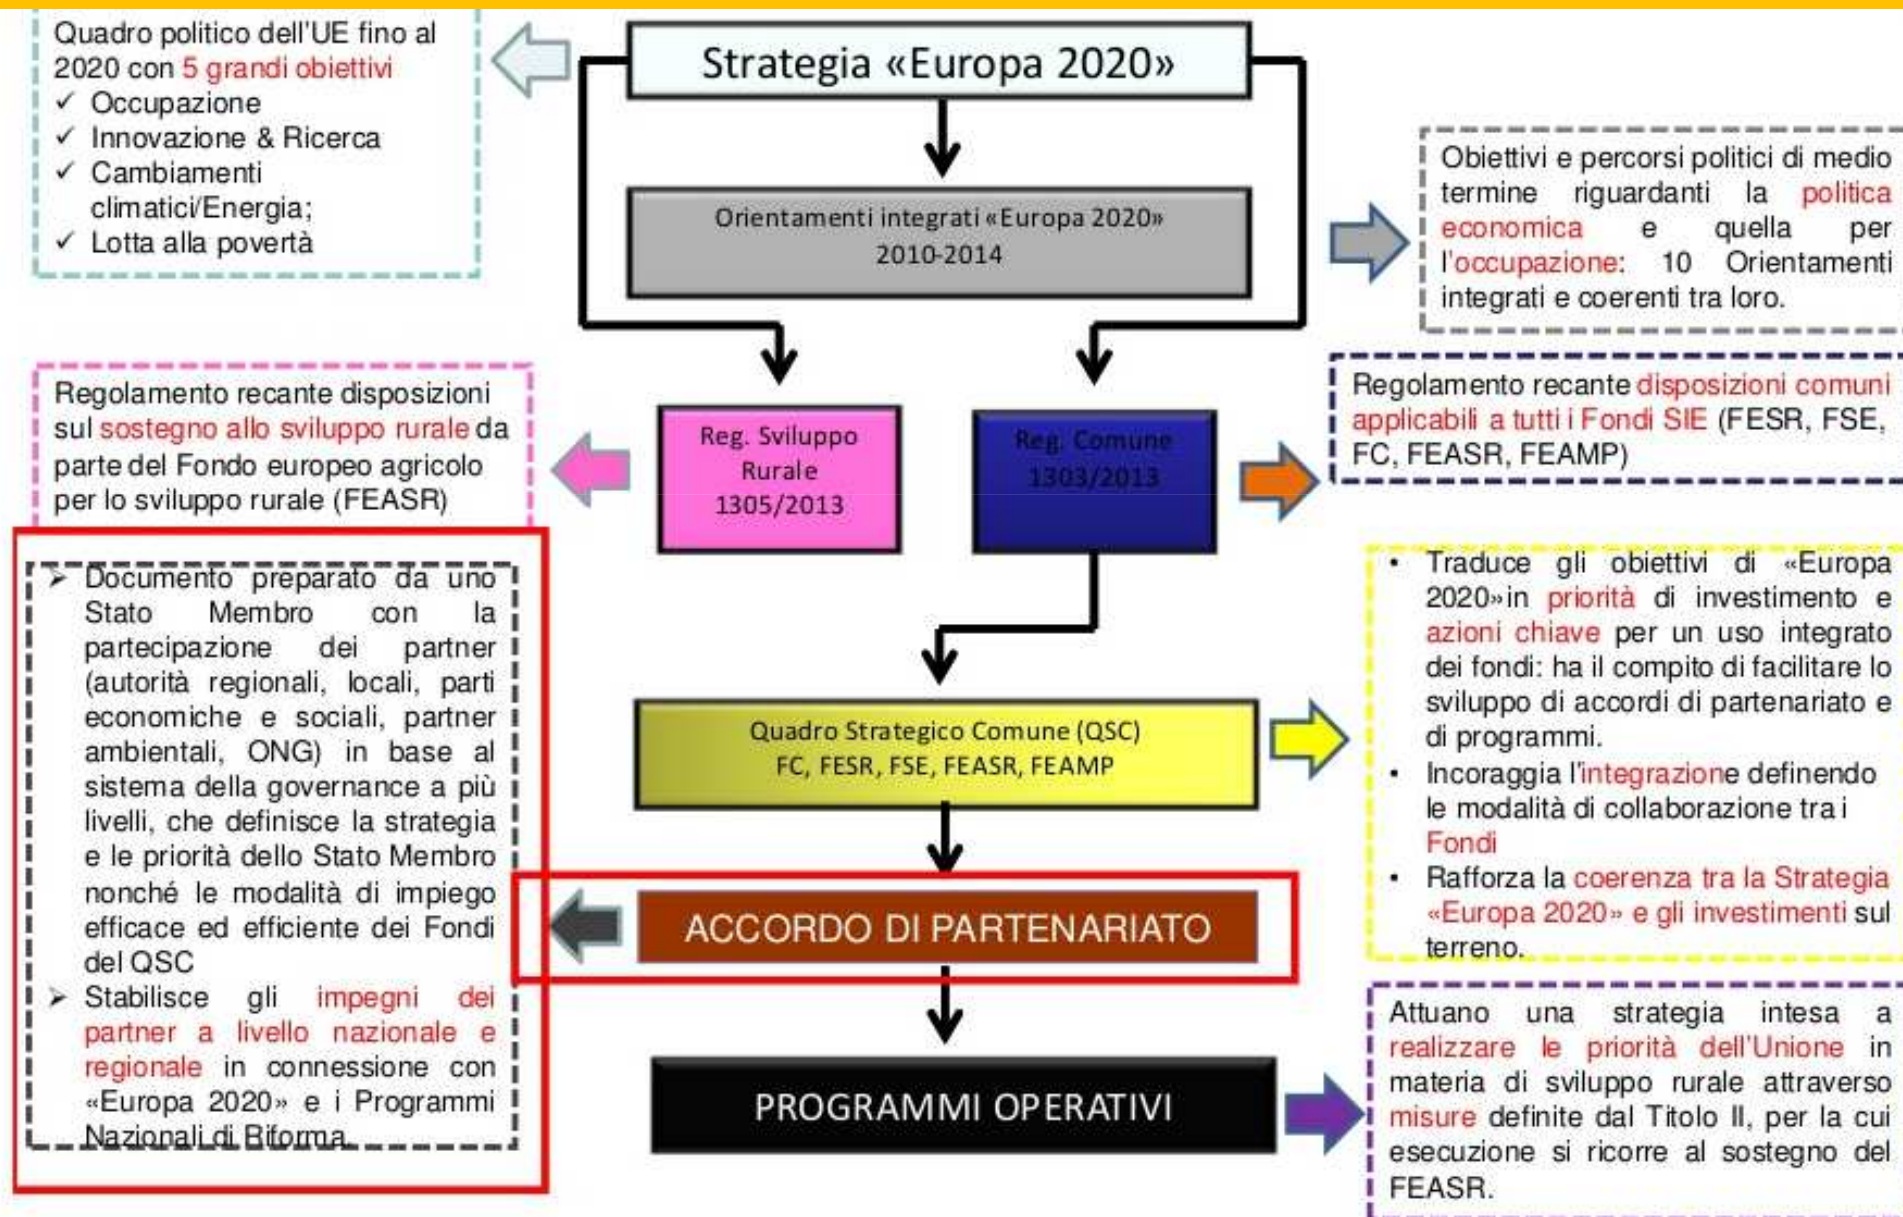 Quadro politico dell'UE fino al
2020 con 5 grandi obiettivi
✓ Occupazione
✓ Innovazione & Ricerca
✓ Cambiamenti
climatici/Energia;
✓ Lotta alla povertà
Strategia «Europa 2020»
Orientamenti integrati «Europa 2020»
2010-2014
Obiettivi e percorsi politici di medio
termine riguardanti la politica
economica e quella per
l'occupazione: 10 Orientamenti
integrati e coerenti tra loro.
Regolamento recante disposizioni
sul sostegno allo sviluppo rurale da
parte del Fondo europeo agricolo
per lo sviluppo rurale (FEASR)
Reg. Sviluppo
Rurale
1305/2013
Reg. Comune
1303/2013
Regolamento recante disposizioni comuni
applicabili a tutti i Fondi SIE (FESR, FSE,
FC, FEASR, FEAMP)
➢ Documento preparato da uno
Stato Membro con la
partecipazione dei partner
(autorità regionali, locali, parti
economiche e sociali, partner
ambientali, ONG) in base al
sistema della governance a più
livelli, che definisce la strategia
e le priorità dello Stato Membro
nonché le modalità di impiego
efficace ed efficiente dei Fondi
del QSC
➢ Stabilisce gli impegni dei
partner a livello nazionale e
regionale in connessione con
«Europa 2020» e i Programmi
Nazionali di Riforma.
Quadro Strategico Comune (QSC)
FC, FESR, FSE, FEASR, FEAMP
• Traduce gli obiettivi di «Europa
2020»in priorità di investimento e
azioni chiave per un uso integrato
dei fondi: ha il compito di facilitare lo
sviluppo di accordi di partenariato e
di programmi.
• Incoraggia l'integrazione definendo
le modalità di collaborazione tra i
Fondi
• Rafforza la coerenza tra la Strategia
«Europa 2020» e gli investimenti sul
terreno.
ACCORDO DI PARTENARIATO
PROGRAMMI OPERATIVI
Attuano una strategia intesa a
realizzare le priorità dell'Unione in
materia di sviluppo rurale attraverso
misure definite dal Titolo II, per la cui
esecuzione si ricorre al sostegno del
FEASR.